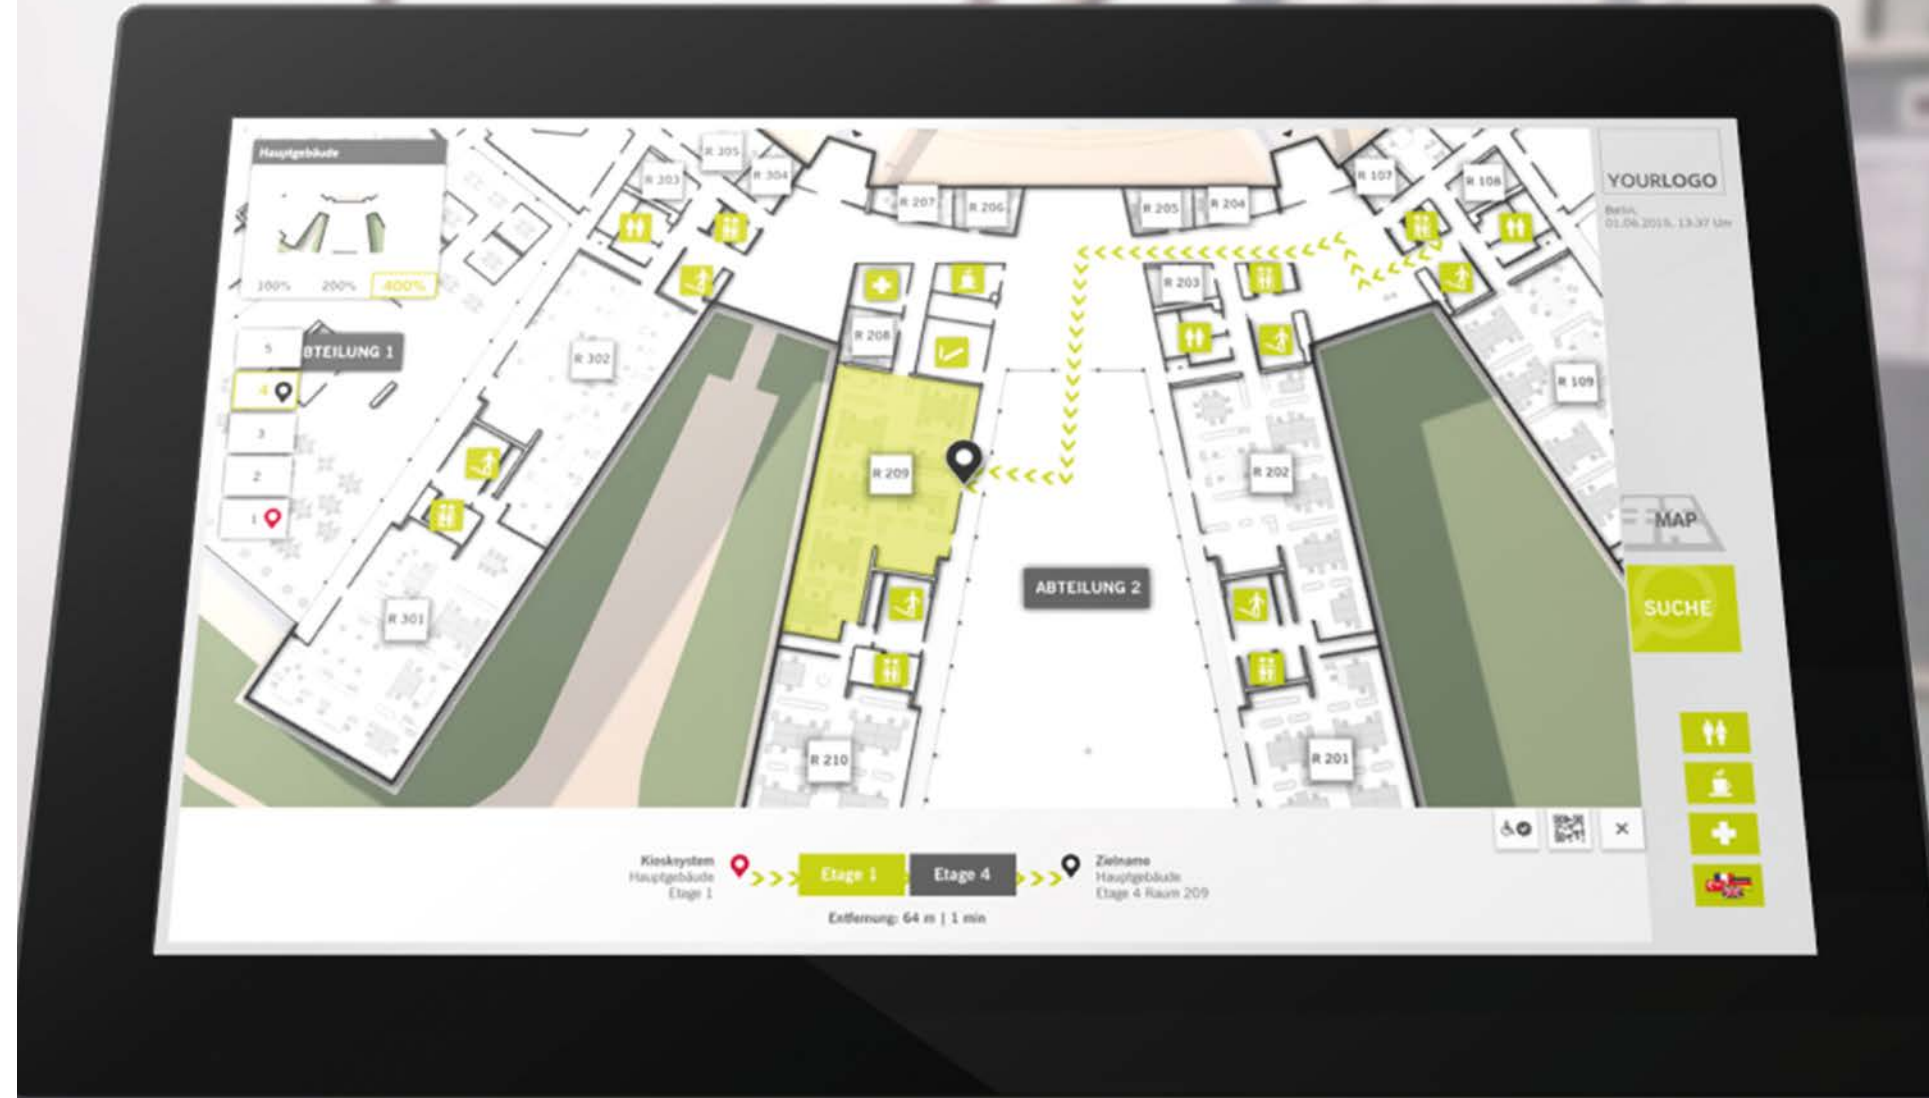 Hauptgebäude
100% 200% 400%
5
BTEILUNG 1
4
3
2
1
R 305
R 303
R 304
R 207
R 206
R 205
R 204
R 107
R 108
R 302
R 208
R 203
R 109
R 209
R 202
R 301
ABTEILUNG 2
R 210
R 201
YOURLOGO
Berlin,
01.06.2015, 13:37 Uhr
MAP
SUCHE
Kiosksystem
Hauptgebäude
Etage 1
Etage 1
Etage 4
Zielname
Hauptgebäude
Etage 4 Raum 209
Entfernung: 64 m | 1 min